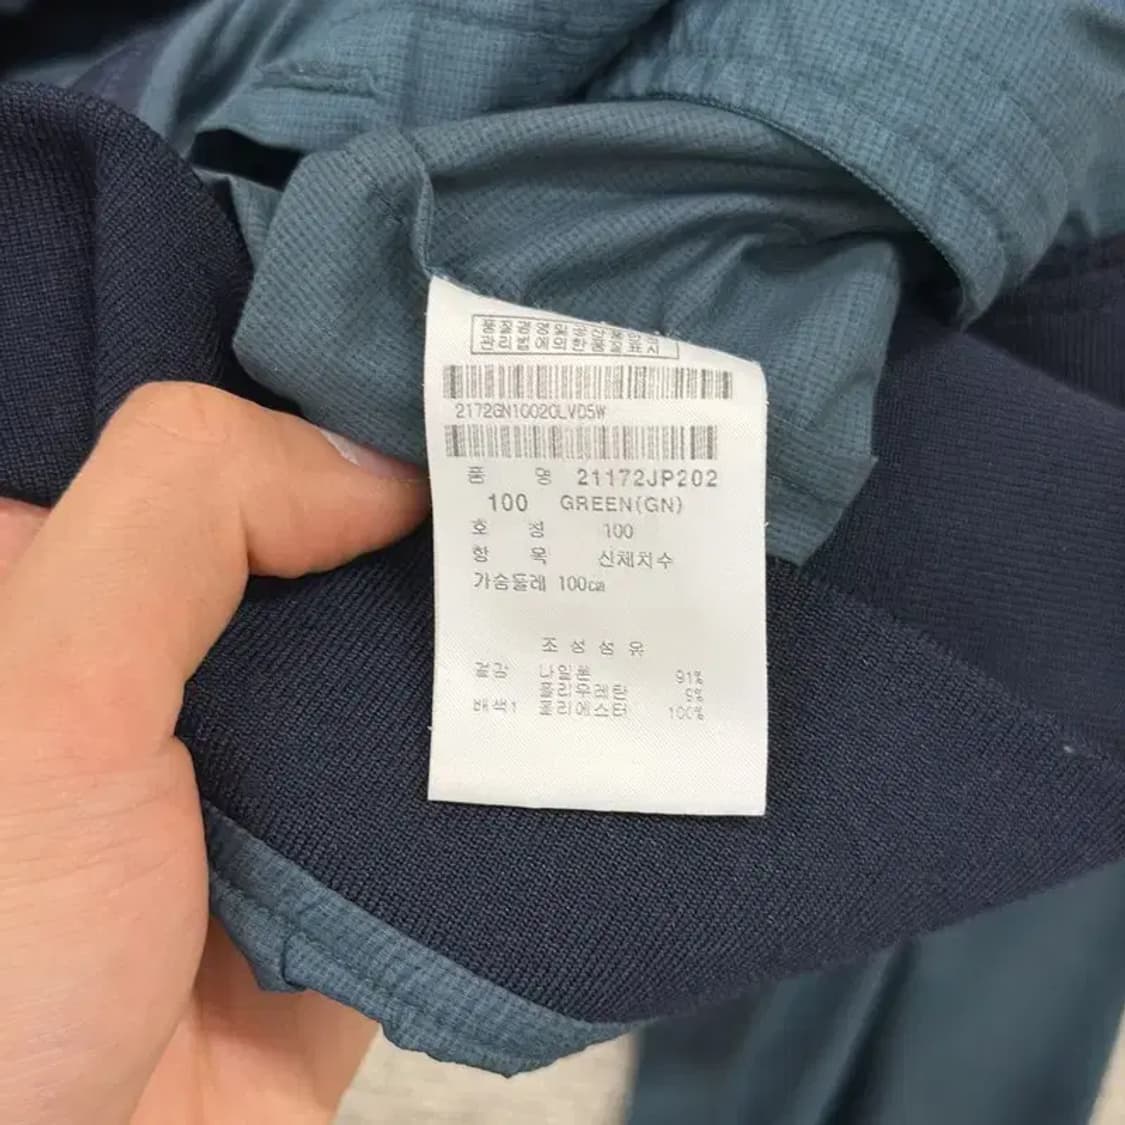 품질경영및공산품
안전관리법에의한
품질표시
2172GN1002OLVD5W
품 명 21172JP202
100 GREEN(GN)
호 칭 100
항 목 신체치수
가슴둘레 100cm
조 성 섬 유
겉감 나일론 91%
폴리우레탄 9%
배색1 폴리에스터 100%